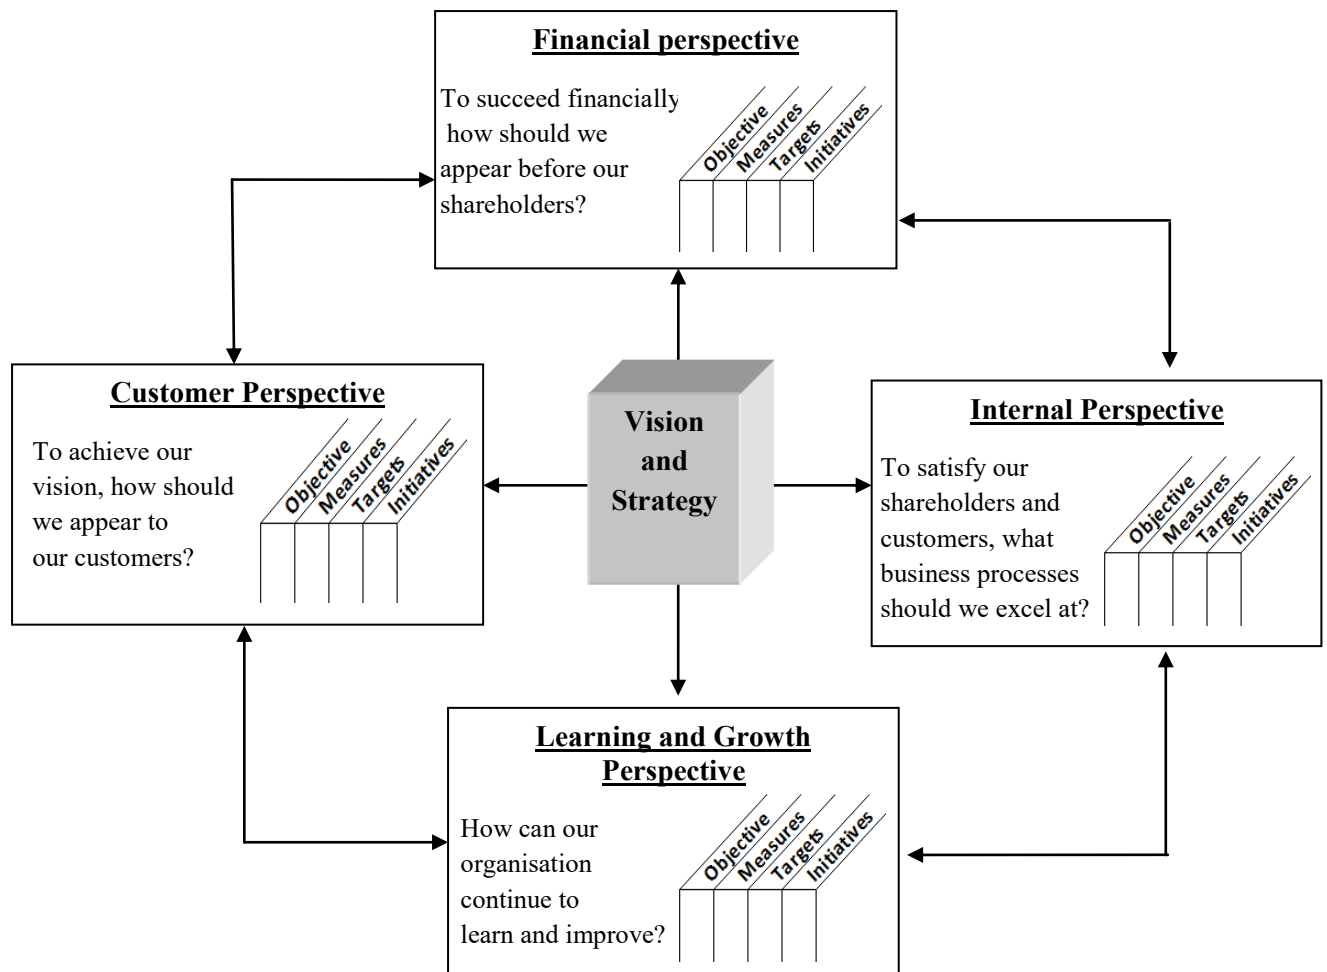 Financial perspective
To succeed financially
how should we
appear before our
shareholders?
Objective
Measures
Targets
Initiatives
Customer Perspective
To achieve our
vision, how should
we appear to
our customers?
Objective
Measures
Targets
Initiatives
Vision
and
Strategy
Internal Perspective
To satisfy our
shareholders and
customers, what
business processes
should we excel at?
Objective
Measures
Targets
Initiatives
Learning and Growth
Perspective
How can our
organisation
continue to
learn and improve?
Objective
Measures
Targets
Initiatives